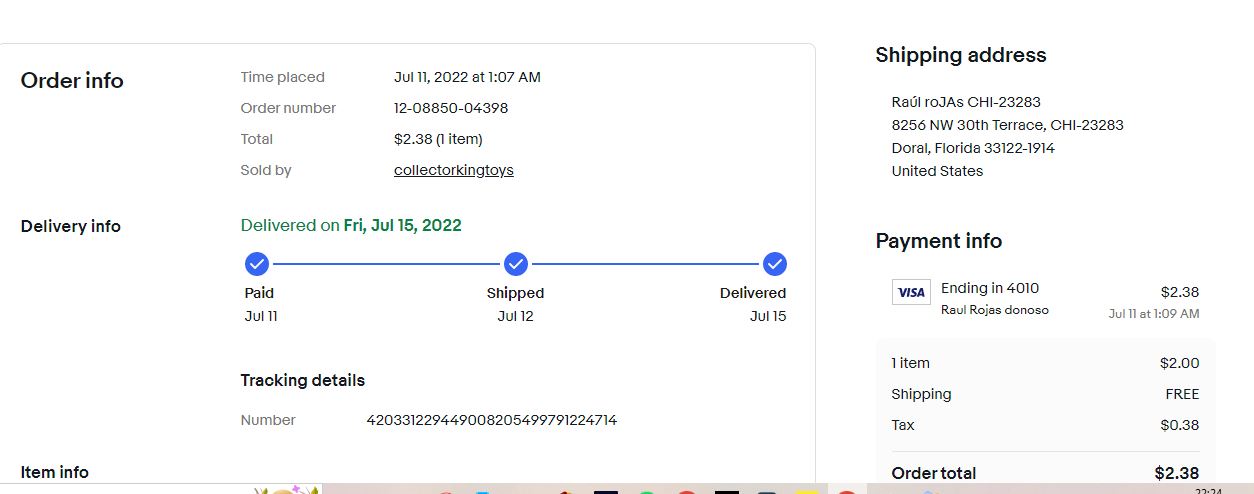 Order info
Time placed Jul 11, 2022 at 1:07 AM
Order number 12-08850-04398
Total $2.38 (1 item)
Sold by collectorkingtoys
Delivery info
Delivered on Fri, Jul 15, 2022
Paid Shipped Delivered
Jul 11 Jul 12 Jul 15
Tracking details
Number 420331229449008205499791224714
Item info
Shipping address
Raúl roJAs CHI-23283
8256 NW 30th Terrace, CHI-23283
Doral, Florida 33122-1914
United States
Payment info
VISA Ending in 4010 $2.38
Raul Rojas donoso Jul 11 at 1:09 AM
1 item $2.00
Shipping FREE
Tax $0.38
Order total $2.38
22:24